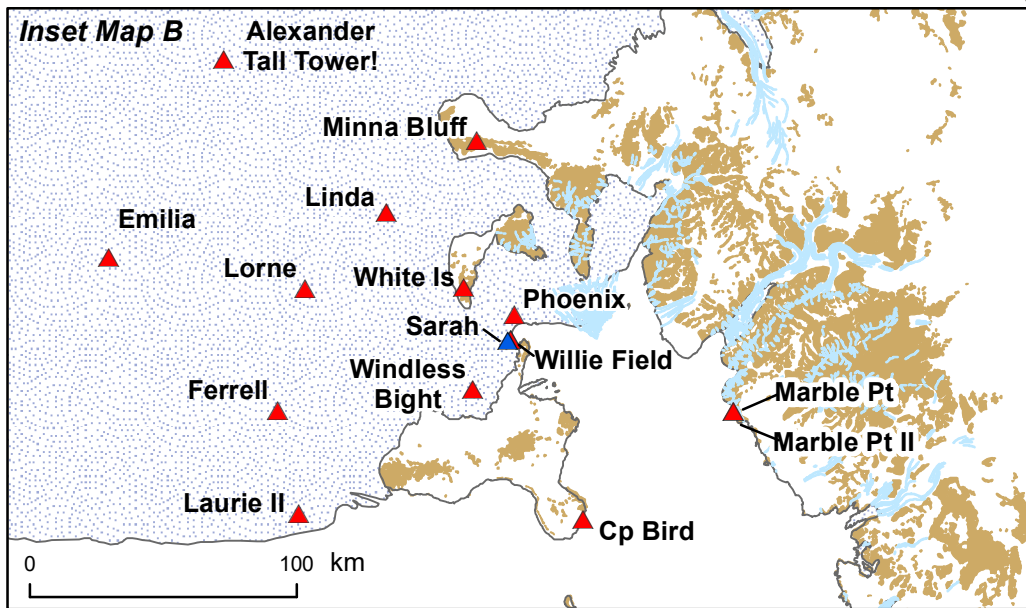 Inset Map B
Alexander
Tall Tower!
Minna Bluff
Linda
Emilia
Lorne
White Is
Phoenix
Sarah
Willie Field
Windless
Bight
Ferrell
Marble Pt
Marble Pt II
Laurie II
Cp Bird
0 100 km